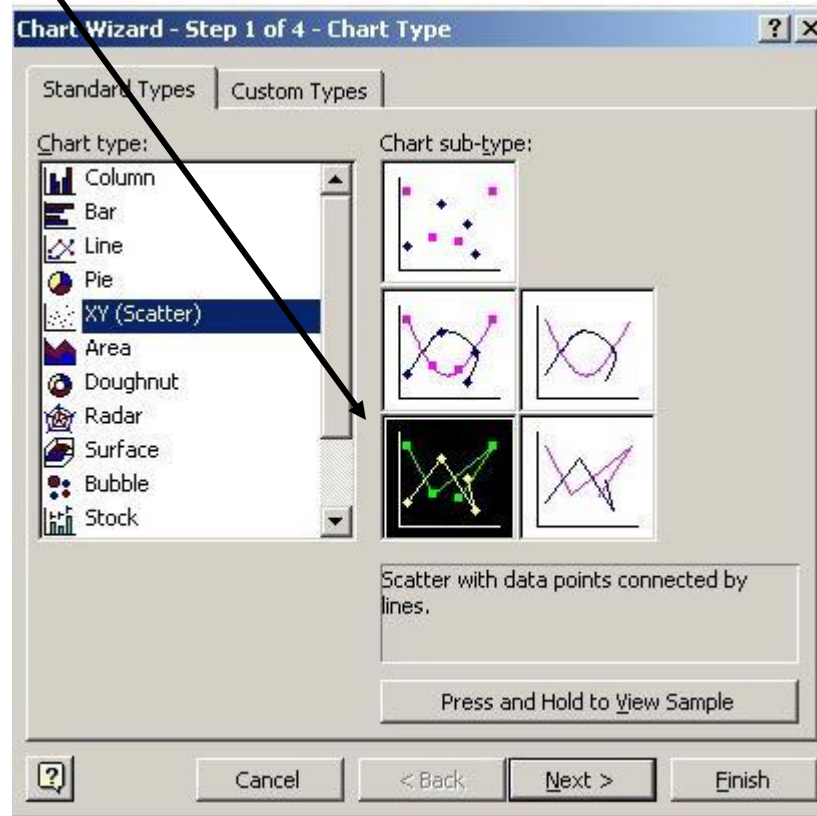 Chart Wizard - Step 1 of 4 - Chart Type
Standard Types
Custom Types
Chart type:
Column
Bar
Line
Pie
XY (Scatter)
Area
Doughnut
Radar
Surface
Bubble
Stock
Chart sub-type:
Scatter with data points connected by
lines.
Press and Hold to View Sample
Cancel
< Back
Next >
Finish